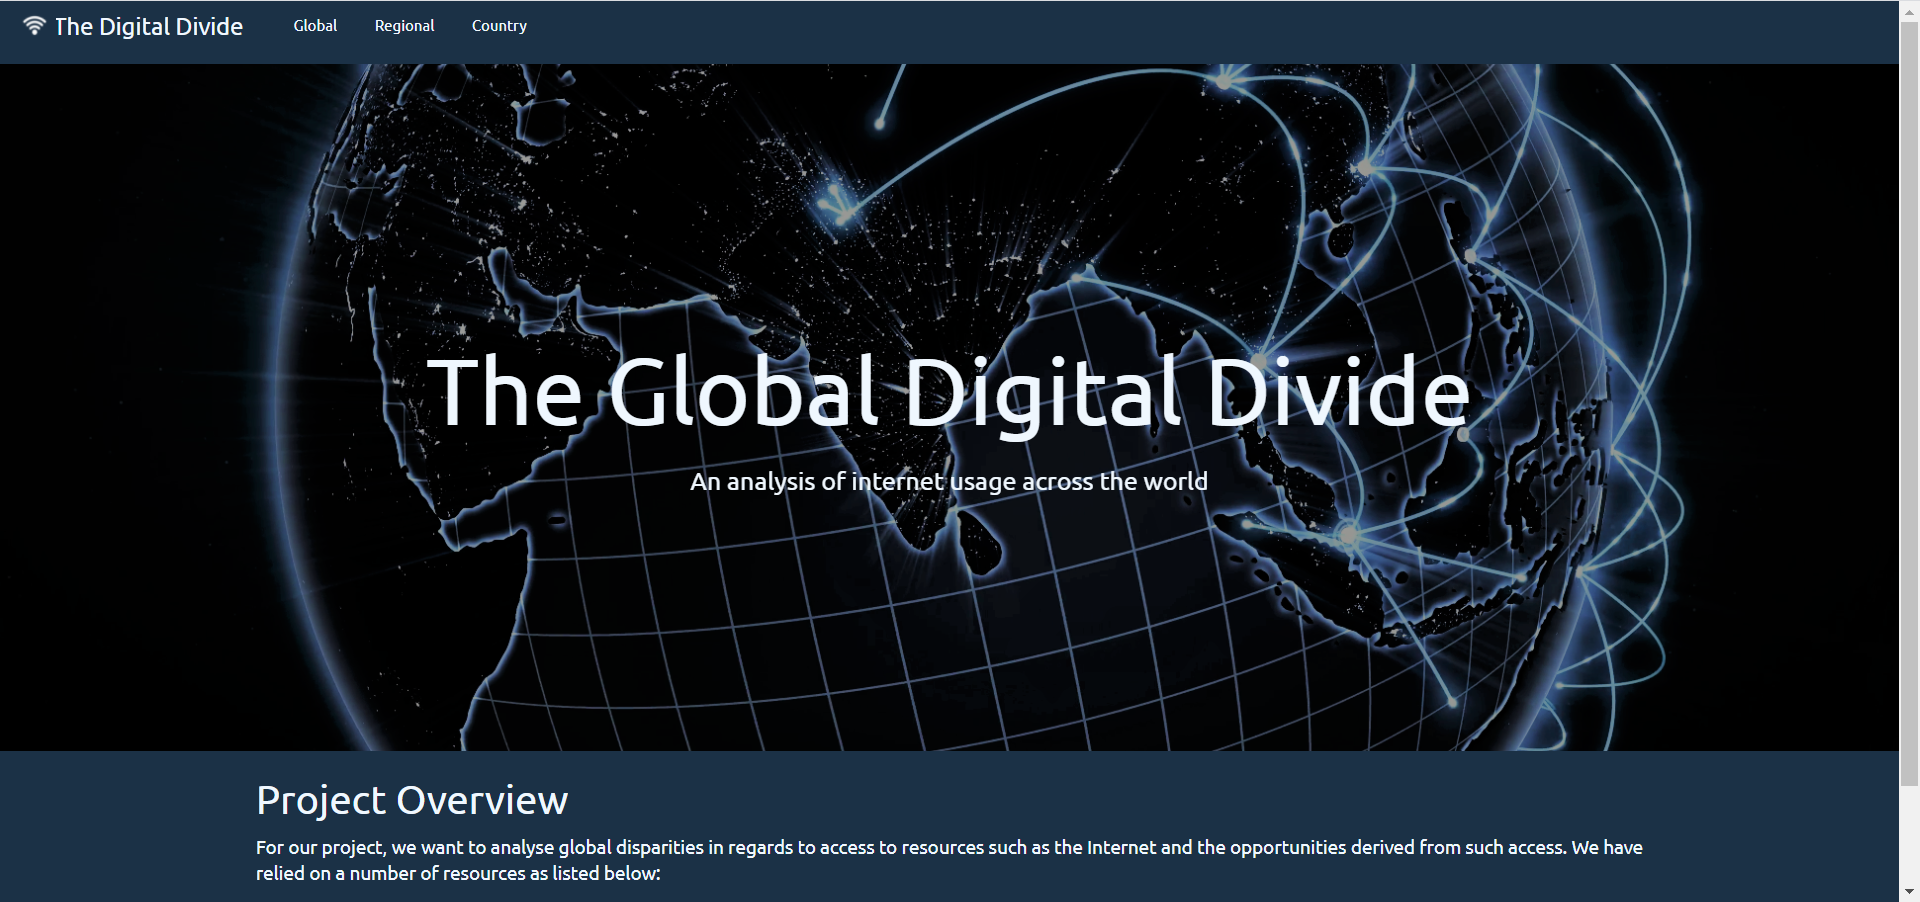 The Digital Divide Global Regional Country
The Global Digital Divide
An analysis of internet usage across the world
Project Overview
For our project, we want to analyse global disparities in regards to access to resources such as the Internet and the opportunities derived from such access. We have
relied on a number of resources as listed below: